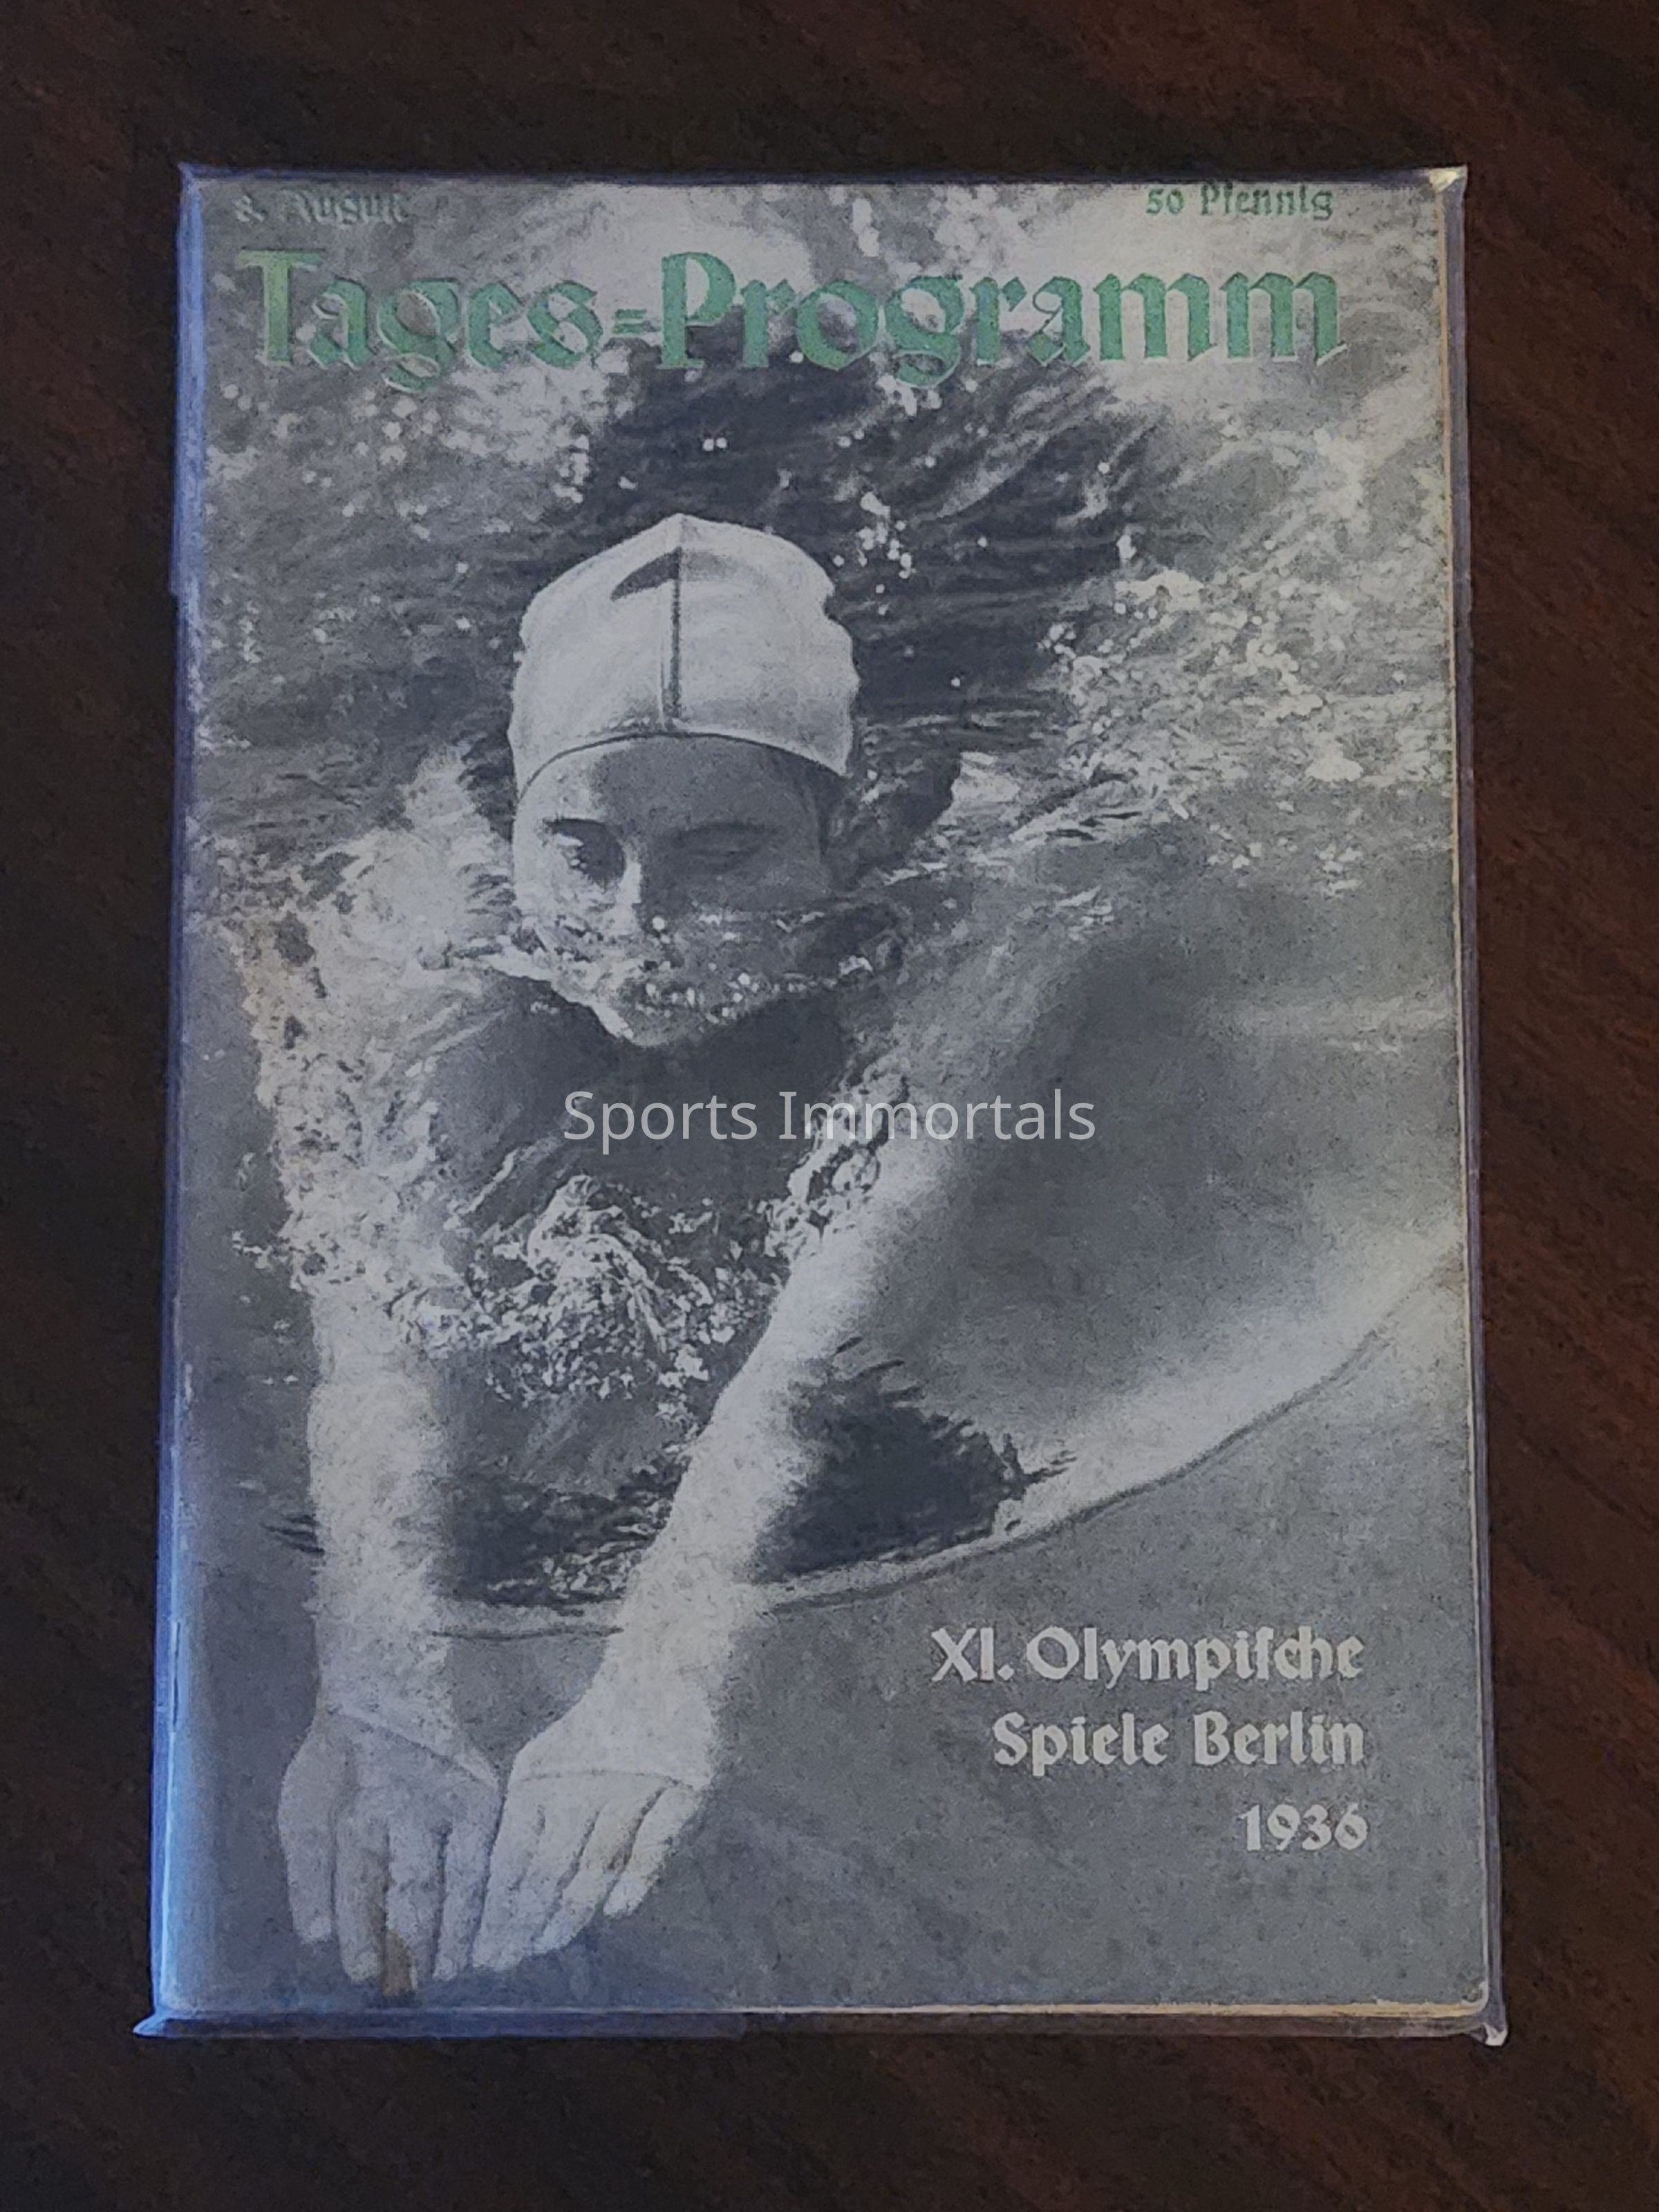 8. August
50 Pfennig
Tages=Programm
Sports Immortals
XI. Olympiſche
Spiele Berlin
1936